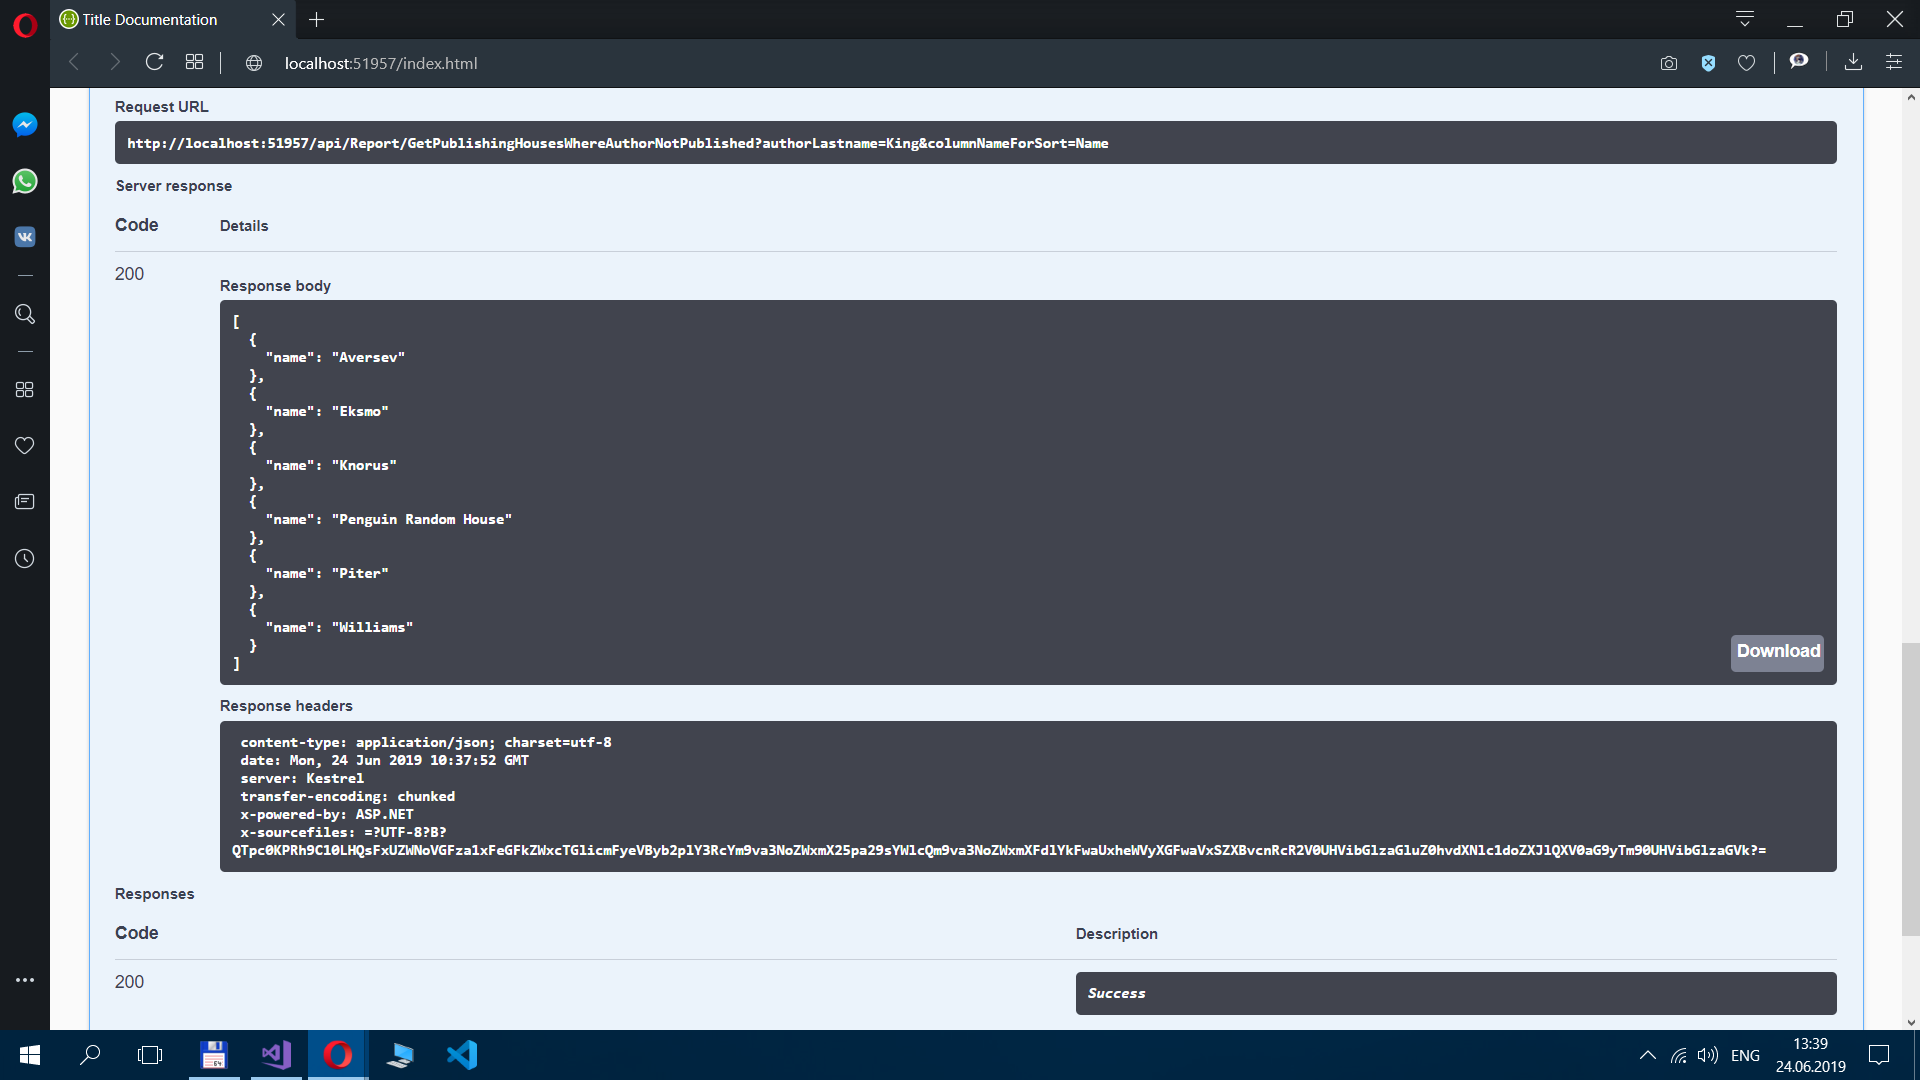 Title Documentation
localhost:51957/index.html
Request URL
http://localhost:51957/api/Report/GetPublishingHousesWhereAuthorNotPublished?authorLastname=King&columnNameForSort=Name
Server response
Code Details
200
Response body
[
{
"name": "Aversev"
},
{
"name": "Eksmo"
},
{
"name": "Knorus"
},
{
"name": "Penguin Random House"
},
{
"name": "Piter"
},
{
"name": "Williams"
}
]
Download
Response headers
content-type: application/json; charset=utf-8
date: Mon, 24 Jun 2019 10:37:52 GMT
server: Kestrel
transfer-encoding: chunked
x-powered-by: ASP.NET
x-sourcefiles: =?UTF-8?B?
Responses
Code Description
200
Success
64
ENG
13:39
24.06.2019